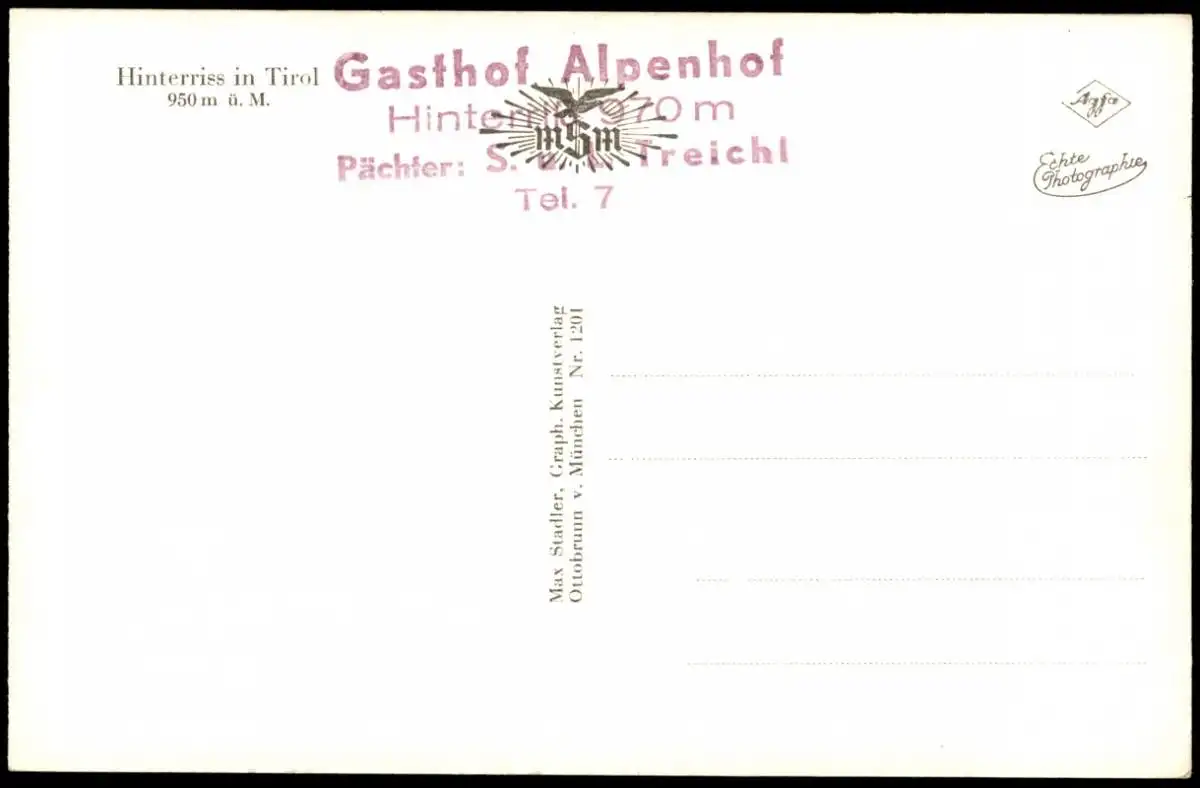 Hinterriss in Tirol
950 m ü. M.
Gasthof Alpenhof
970 m
Pächter: S. Treichl
Tel. 7
mSm
Agfa
Echte
Photographie
Max Stadler, Graph. Kunstverlag
Ottobrunn v. München Nr. 1201